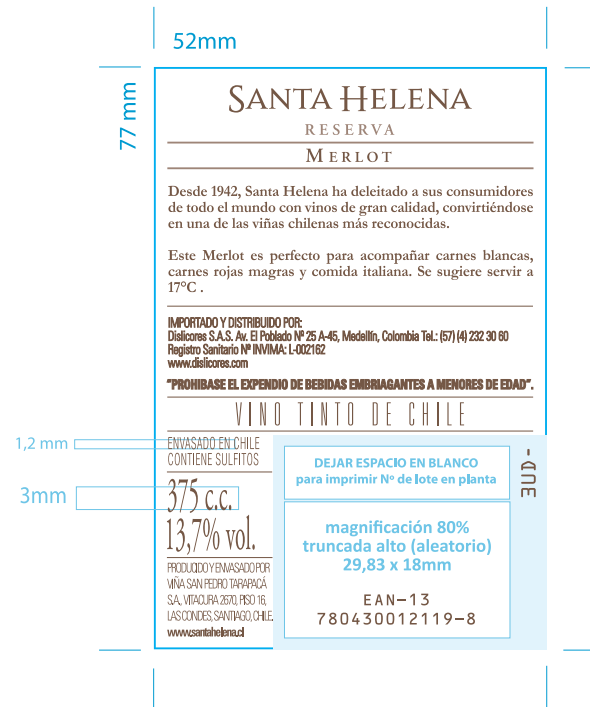 52mm
77 mm
SANTA HELENA
RESERVA
MERLOT
Desde 1942, Santa Helena ha deleitado a sus consumidores
de todo el mundo con vinos de gran calidad, convirtiéndose
en una de las viñas chilenas más reconocidas.
Este Merlot es perfecto para acompañar carnes blancas,
carnes rojas magras y comida italiana. Se sugiere servir a
17°C .
IMPORTADO Y DISTRIBUIDO POR:
Dislicores S.A.S. Av. El Poblado Nº 25 A-45, Medellín, Colombia Tel.: (57) (4) 232 30 60
Registro Sanitario Nº INVIMA: L-002162
www.dislicores.com
"PROHIBASE EL EXPENDIO DE BEBIDAS EMBRIAGANTES A MENORES DE EDAD".
VINO TINTO DE CHILE
1,2 mm
ENVASADO EN CHILE
CONTIENE SULFITOS
3mm
375 c.c.
13,7% vol.
PRODUCIDO Y ENVASADO POR
VIÑA SAN PEDRO TARAPACÁ
S.A., VITACURA 2670, PISO 16,
LAS CONDES, SANTIAGO, CHILE.
www.santahelena.cl
DEJAR ESPACIO EN BLANCO
para imprimir Nº de lote en planta
magnificación 80%
truncada alto (aleatorio)
29,83 x 18mm
EAN-13
780430012119-8